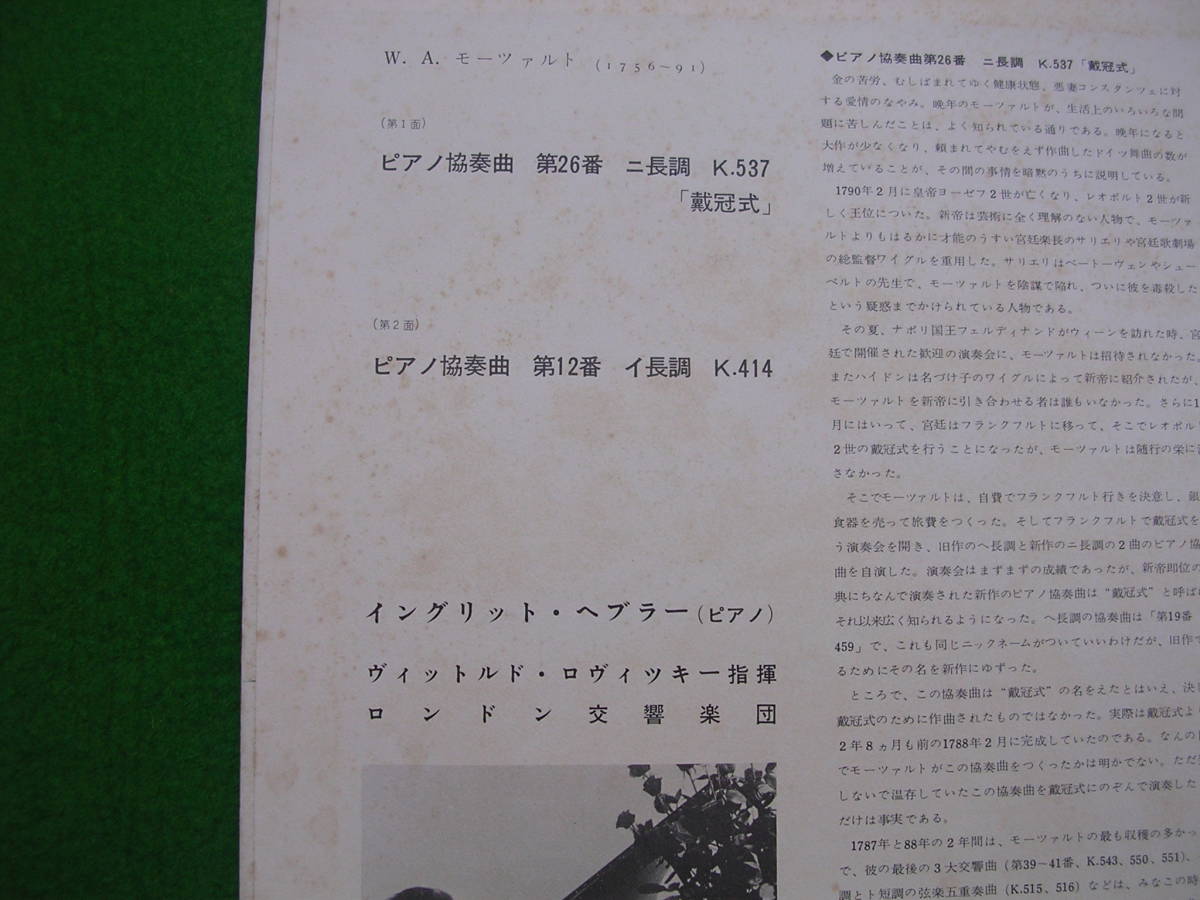 W. A. モーツァルト (1756~91)
(第1面)
ピアノ協奏曲 第26番 ニ長調 K.537
「戴冠式」
(第2面)
ピアノ協奏曲 第12番 イ長調 K.414
イングリット・ヘブラー(ピアノ)
ヴィットルド・ロヴィッキー指揮
ロンドン交響楽団
◆ピアノ協奏曲第26番 ニ長調 K.537「戴冠式」
金の苦労、むしばまれてゆく健康状態、悪妻コンスタンツェに対
する愛情のなやみ。晩年のモーツァルトが、生活上のいろいろな問
題に苦しんだことは、よく知られている通りである。晩年になると
大作が少なくなり、頼まれてやむをえず作曲したドイツ舞曲の数が
増えていることが、その間の事情を暗黙のうちに説明している。
1790年2月に皇帝ヨーゼフ2世が亡くなり、レオポルト2世が新
しく王位についた。新帝は芸術に全く理解のない人物で、モーツァ
ルトよりもはるかに才能のうすい宮廷楽長のサリエリや宮廷歌劇場
の総監督ワイグルを重用した。サリエリはベートーヴェンやシュー
ベルトの先生で、モーツァルトを陰謀で陥れ、ついに彼を毒殺した
という疑惑までかけられている人物である。
その夏、ナポリ国王フェルディナンドがウィーンを訪れた時、宮
廷で開催された歓迎の演奏会に、モーツァルトは招待されなかった。
またハイドンは名づけ子のワイグルによって新帝に紹介されたが、
モーツァルトを新帝に引き合わせる者は誰もいなかった。さらに1
月にはいって、宮廷はフランクフルトに移って、そこでレオポル
2世の戴冠式を行うことになったが、モーツァルトは随行の栄に
さなかった。
そこでモーツァルトは、自費でフランクフルト行きを決意し、銀
食器を売って旅費をつくった。そしてフランクフルトで戴冠式を
う演奏会を開き、旧作のヘ長調と新作のニ長調の2曲のピアノ協
曲を自演した。演奏会はまずまずの成績であったが、新帝即位の
典にちなんで演奏された新作のピアノ協奏曲は“戴冠式”と呼ば
それ以来広く知られるようになった。ヘ長調の協奏曲は「第19番
459」で、これも同じニックネームがついていいわけだが、旧作で
るためにその名を新作にゆずった。
ところで、この協奏曲は“戴冠式”の名をえたとはいえ、決し
戴冠式のために作曲されたものではなかった。実際は戴冠式よ
2年8ヵ月も前の1788年2月に完成していたのである。なんの
でモーツァルトがこの協奏曲をつくったかは明かでない。ただ
しないで温存していたこの協奏曲を戴冠式にのぞんで演奏した
だけは事実である。
1787年と88年の2年間は、モーツァルトの最も収穫の多かっ
で、彼の最後の3大交響曲(第39~41番、K.543、550、551)、
調とト短調の弦楽五重奏曲(K.515、516)などは、みなこの時